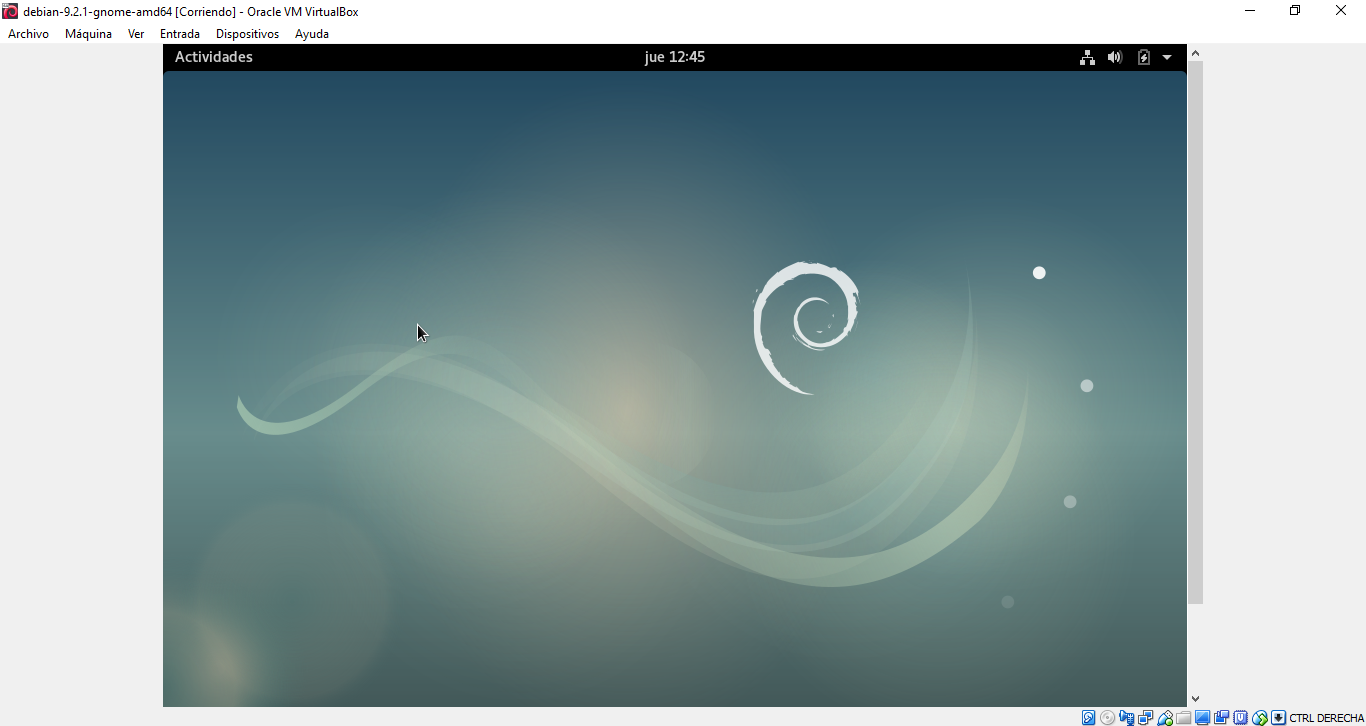 debian-9.2.1-gnome-amd64 [Corriendo] - Oracle VM VirtualBox
Archivo Máquina Ver Entrada Dispositivos Ayuda
Actividades jue 12:45
CTRL DERECHA